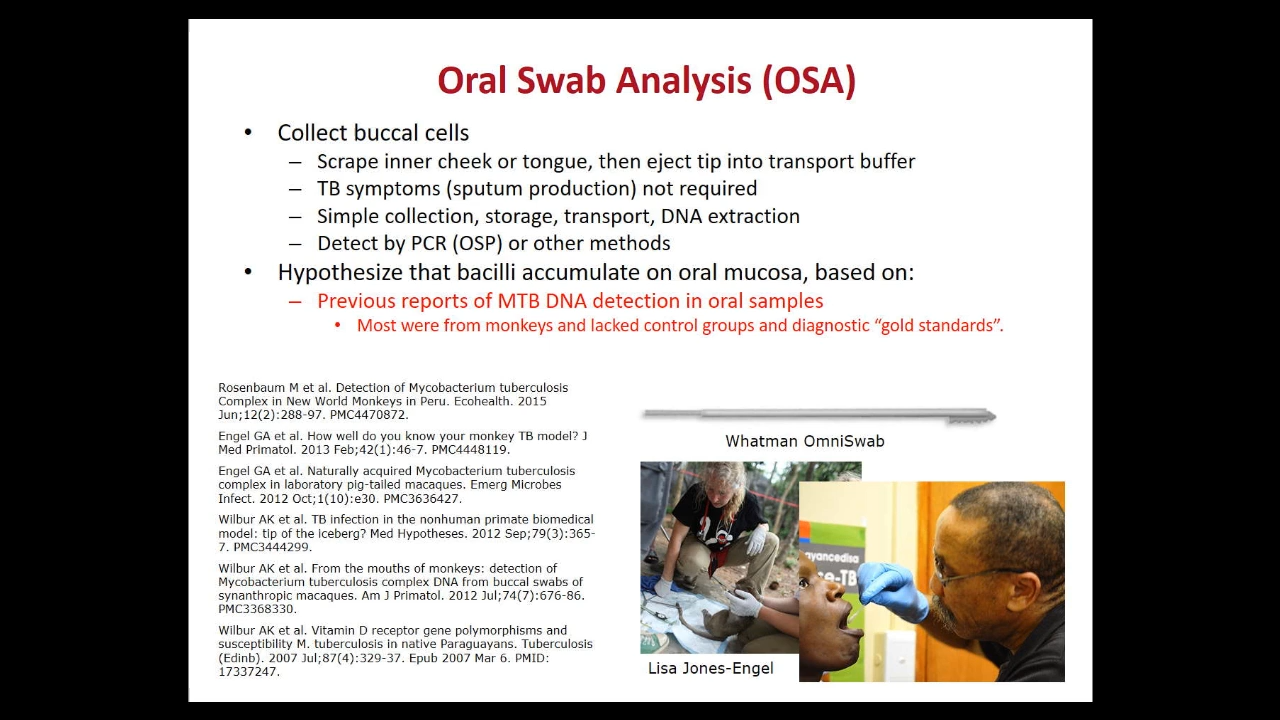 Oral Swab Analysis (OSA)
• Collect buccal cells
– Scrape inner cheek or tongue, then eject tip into transport buffer
– TB symptoms (sputum production) not required
– Simple collection, storage, transport, DNA extraction
– Detect by PCR (OSP) or other methods
• Hypothesize that bacilli accumulate on oral mucosa, based on:
– Previous reports of MTB DNA detection in oral samples
• Most were from monkeys and lacked control groups and diagnostic “gold standards”.
Rosenbaum M et al. Detection of Mycobacterium tuberculosis
Complex in New World Monkeys in Peru. Ecohealth. 2015
Jun;12(2):288-97. PMC4470872.
Engel GA et al. How well do you know your monkey TB model? J
Med Primatol. 2013 Feb;42(1):46-7. PMC4448119.
Engel GA et al. Naturally acquired Mycobacterium tuberculosis
complex in laboratory pig-tailed macaques. Emerg Microbes
Infect. 2012 Oct;1(10):e30. PMC3636427.
Wilbur AK et al. TB infection in the nonhuman primate biomedical
model: tip of the iceberg? Med Hypotheses. 2012 Sep;79(3):365-
7. PMC3444299.
Wilbur AK et al. From the mouths of monkeys: detection of
Mycobacterium tuberculosis complex DNA from buccal swabs of
synanthropic macaques. Am J Primatol. 2012 Jul;74(7):676-86.
PMC3368330.
Wilbur AK et al. Vitamin D receptor gene polymorphisms and
susceptibility M. tuberculosis in native Paraguayans. Tuberculosis
(Edinb). 2007 Jul;87(4):329-37. Epub 2007 Mar 6. PMID:
17337247.
Whatman OmniSwab
ayancedisa
e-TB
Lisa Jones-Engel